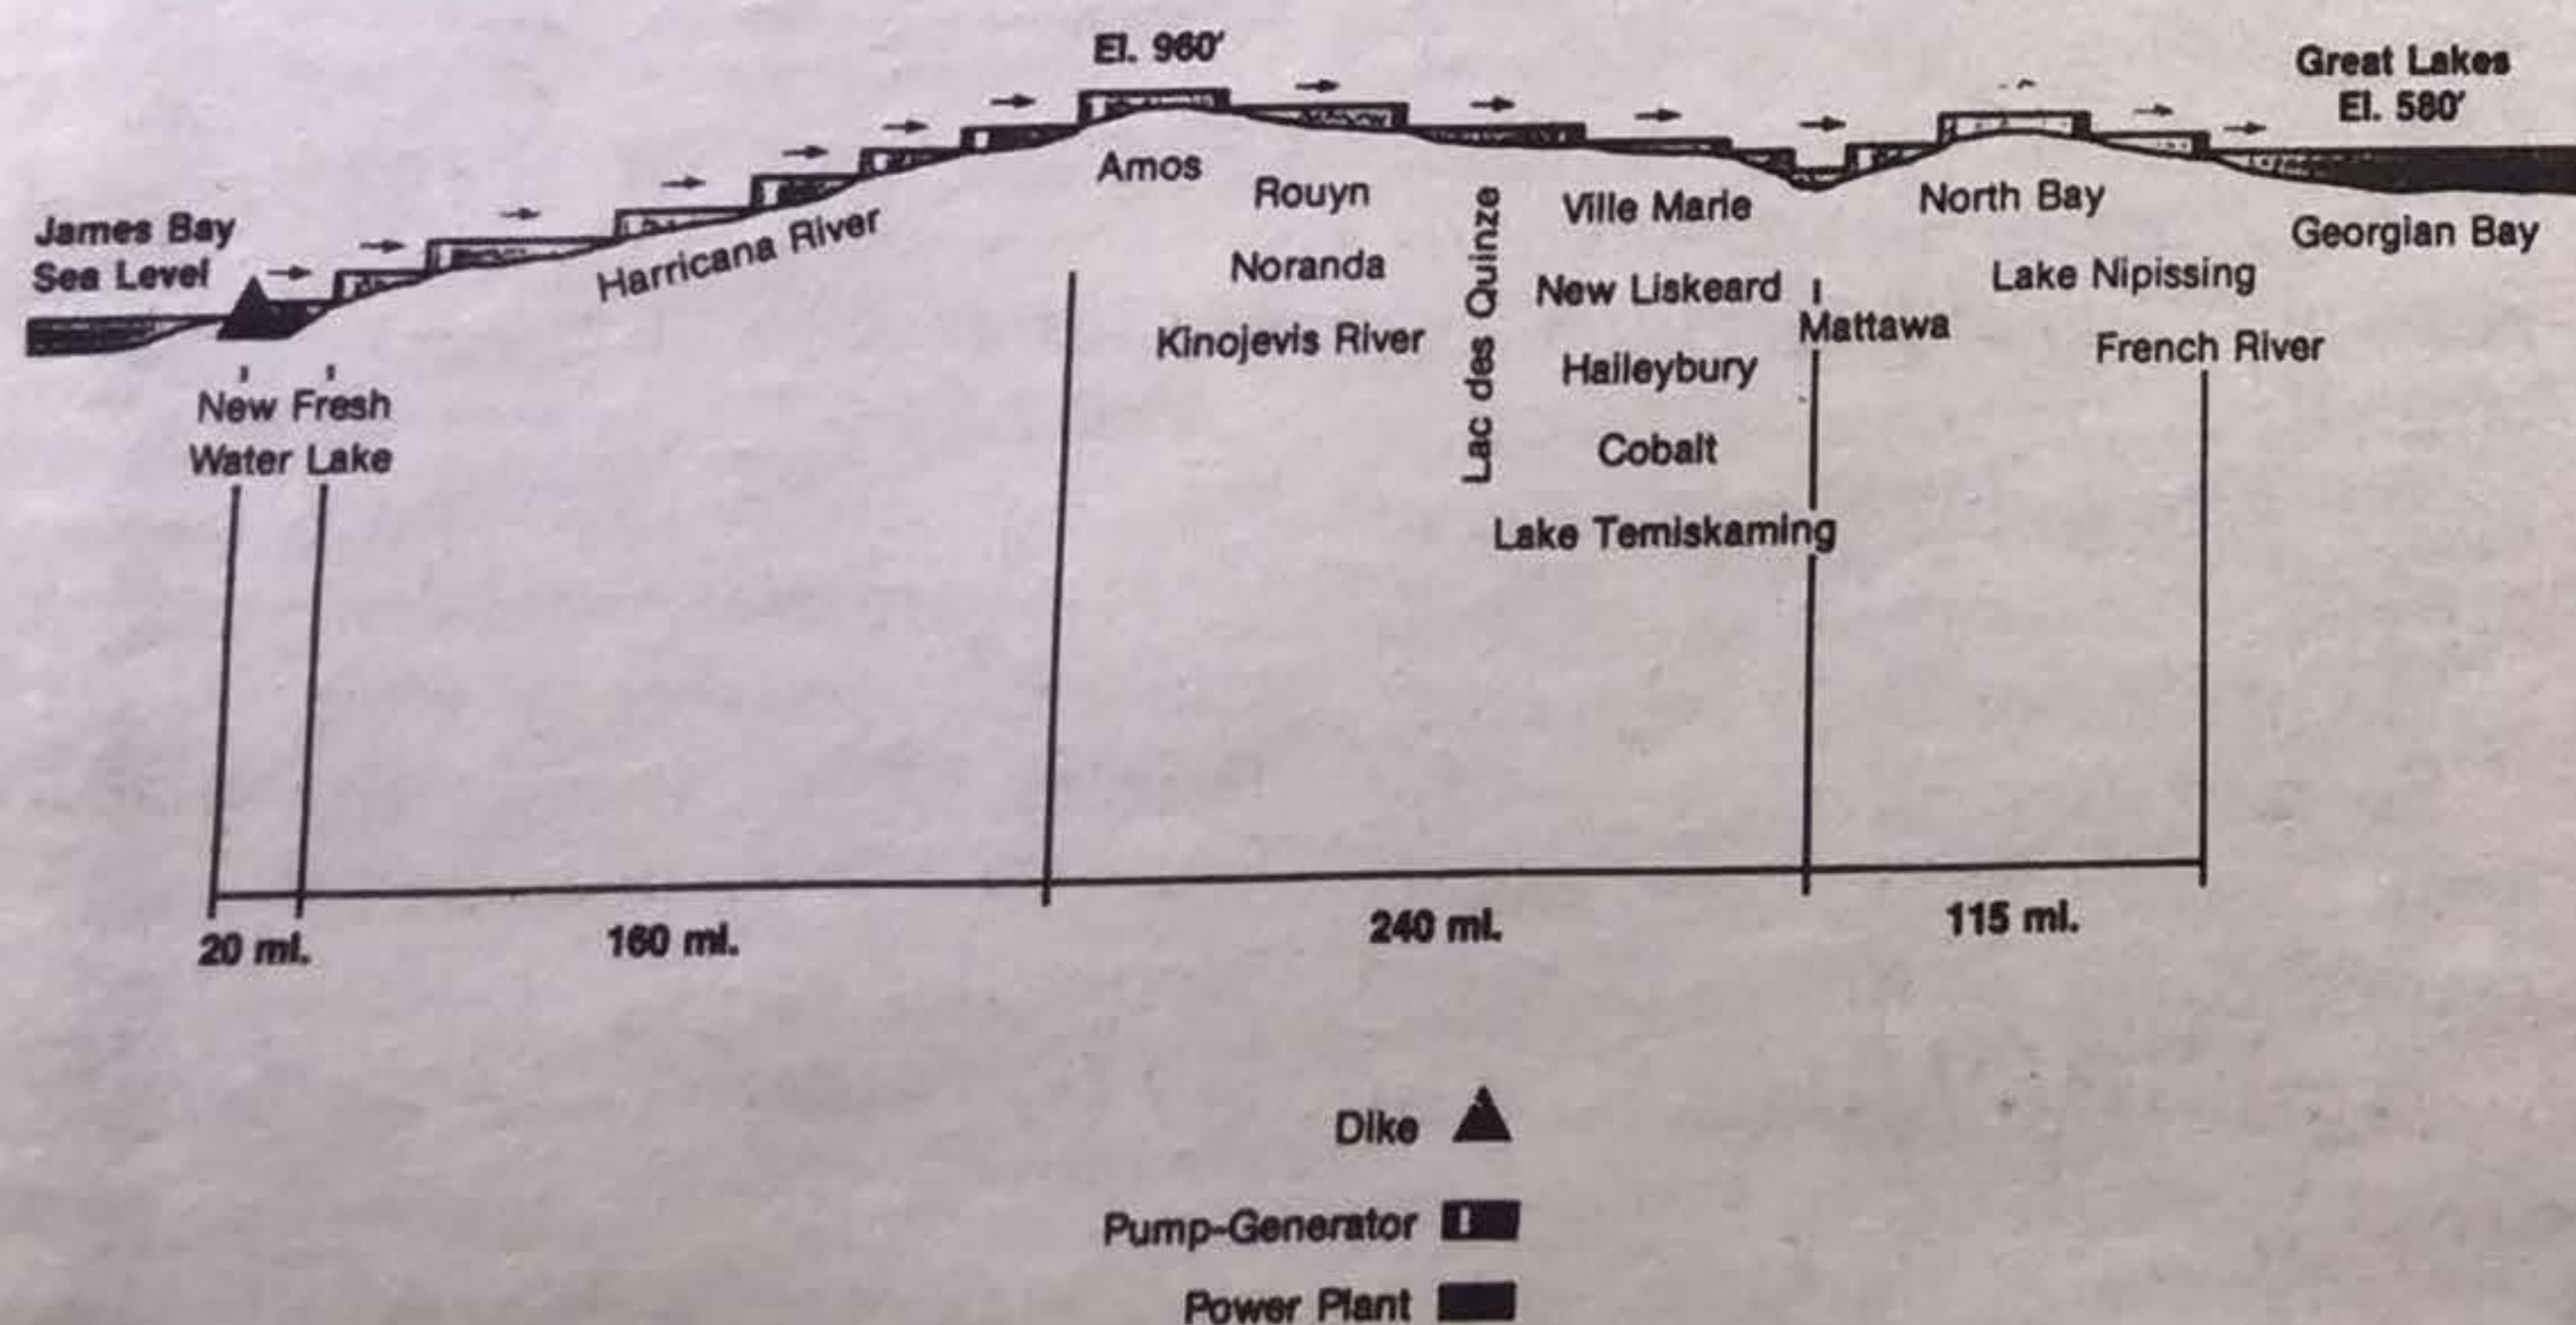 El. 960'
Great Lakes
El. 580'
James Bay
Sea Level
Harricana River
Amos
Rouyn
Noranda
Kinojevis River
Lac des Quinze
Ville Marie
New Liskeard
Haileybury
Cobalt
Lake Temiskaming
Mattawa
North Bay
Lake Nipissing
French River
Georgian Bay
New Fresh
Water Lake
20 mi.
160 mi.
240 mi.
115 mi.
Dike
Pump-Generator
Power Plant